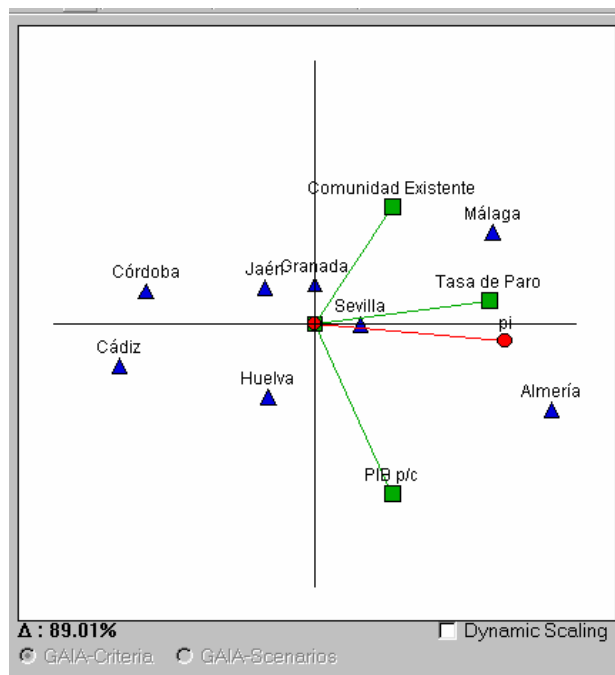 Comunidad Existente
Málaga
Jaén
Granada
Córdoba
Tasa de Paro
Sevilla
pi
Cádiz
Huelva
Almería
PIB p/c
Δ : 89.01%
Dynamic Scaling
GAIA-Criteria
GAIA-Scenarios